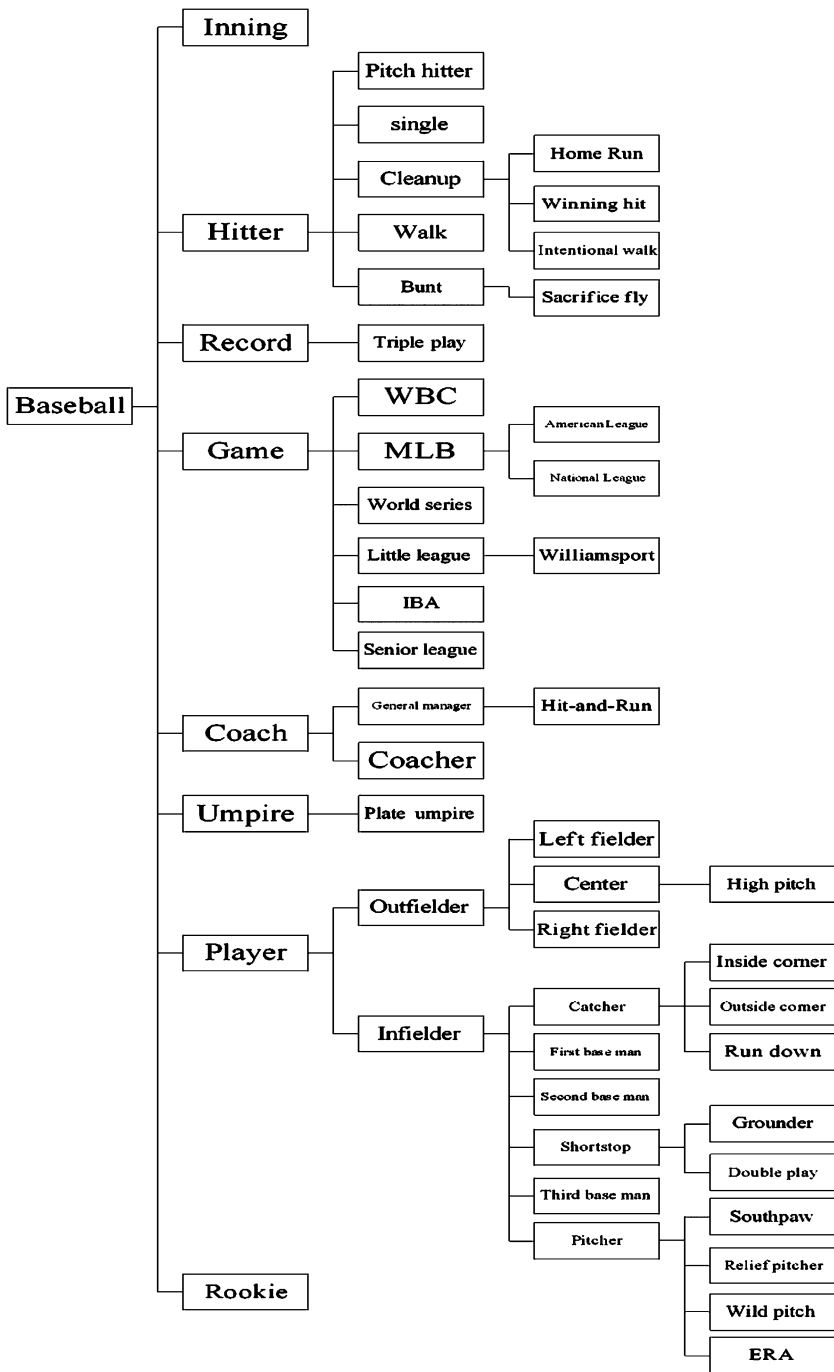 Inning
Pitch hitter
single
Home Run
Cleanup
Winning hit
Hitter
Walk
Intentional walk
Bunt
Sacrifice fly
Record
Triple play
Baseball
WBC
American League
Game
MLB
National League
World series
Little league
Williamsport
IBA
Senior league
General manager
Hit-and-Run
Coach
Coacher
Umpire
Plate umpire
Left fielder
Center
High pitch
Outfielder
Right fielder
Player
Inside corner
Infielder
Catcher
Outside corner
First base man
Run down
Second base man
Grounder
Shortstop
Double play
Third base man
Southpaw
Pitcher
Relief pitcher
Rookie
Wild pitch
ERA